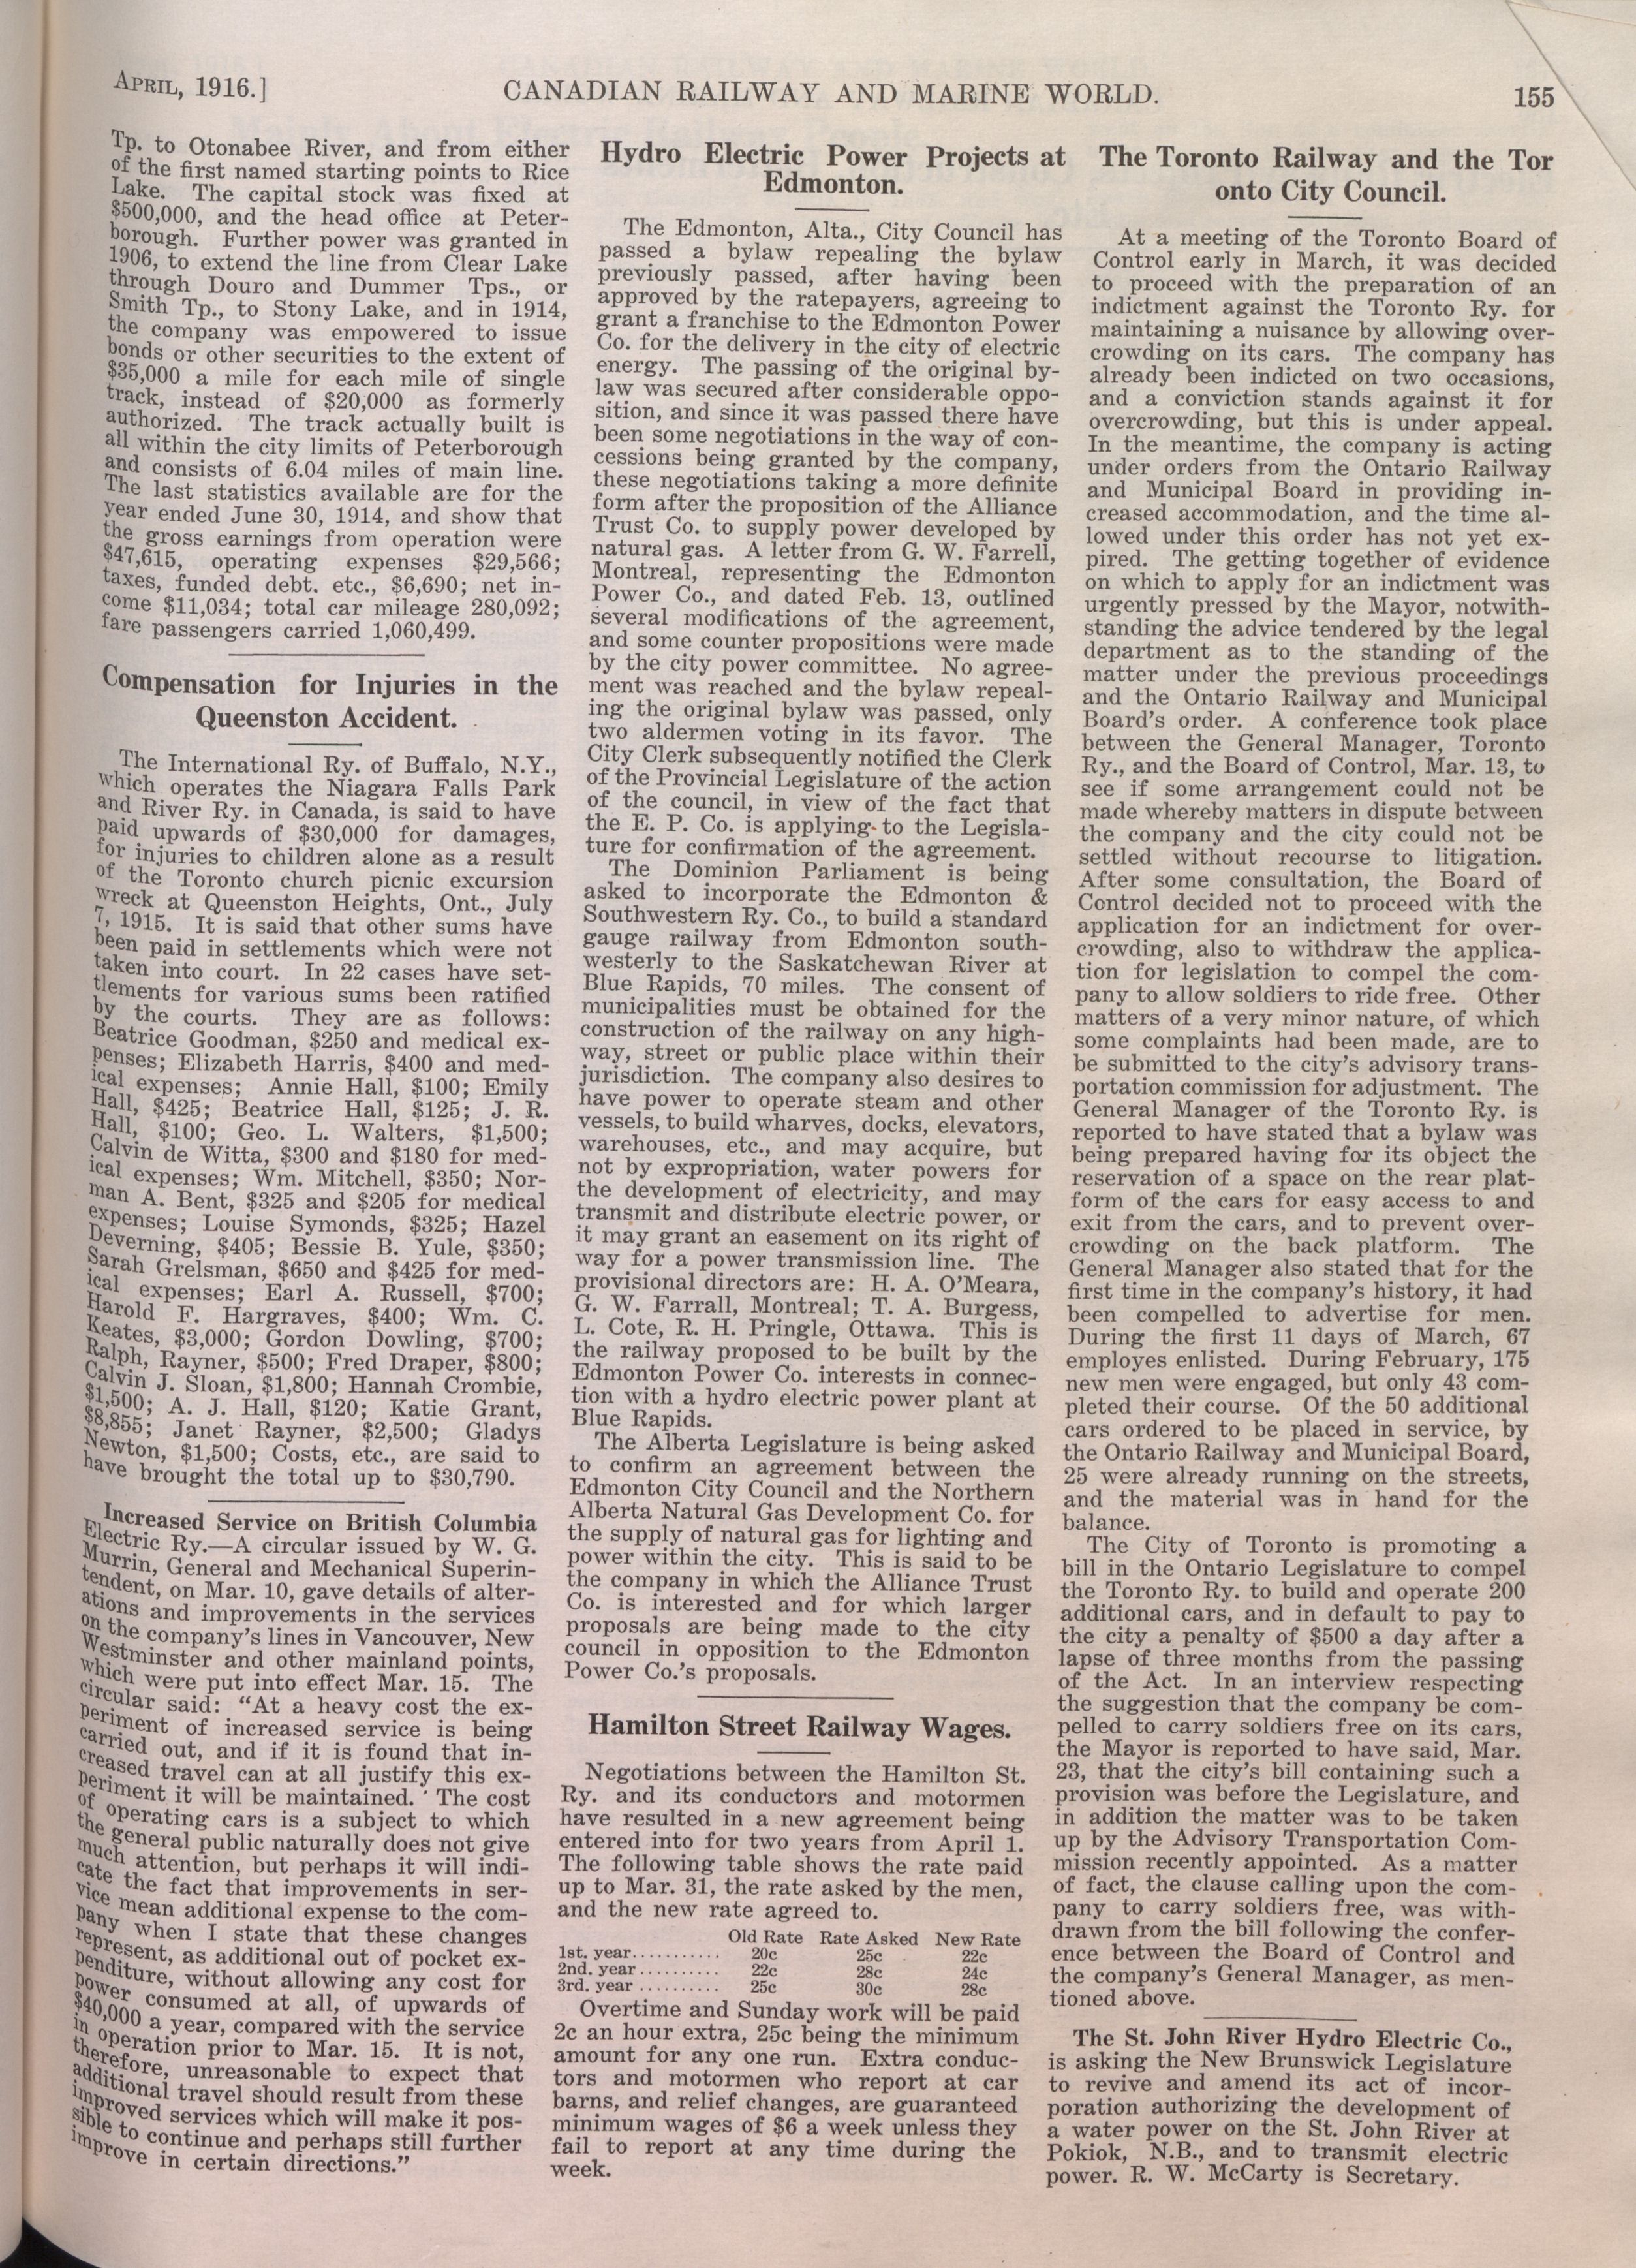 APRIL, 1916.]
CANADIAN RAILWAY AND MARINE WORLD.
155
Tp. to Otonabee River, and from either
of the first named starting points to Rice
Lake. The capital stock was fixed at
$500,000, and the head office at Peter-
borough. Further power was granted in
1906, to extend the line from Clear Lake
through Douro and Dummer Tps., or
Smith Tp., to Stony Lake, and in 1914,
the company was empowered to issue
bonds or other securities to the extent of
$35,000 a mile for each mile of single
track, instead of $20,000 as formerly
authorized. The track actually built is
all within the city limits of Peterborough
and consists of 6.04 miles of main line.
The last statistics available are for the
year ended June 30, 1914, and show that
the gross earnings from operation were
$47,615, operating expenses $29,566;
taxes, funded debt. etc., $6,690; net in-
come $11,034; total car mileage 280,092;
fare passengers carried 1,060,499.
Compensation for Injuries in the
Queenston Accident.
The International Ry. of Buffalo, N.Y.,
which operates the Niagara Falls Park
and River Ry. in Canada, is said to have
paid upwards of $30,000 for damages,
for injuries to children alone as a result
of the Toronto church picnic excursion
wreck at Queenston Heights, Ont., July
7, 1915. It is said that other sums have
been paid in settlements which were not
taken into court. In 22 cases have set-
tlements for various sums been ratified
by the courts. They are as follows:
Beatrice Goodman, $250 and medical ex-
penses; Elizabeth Harris, $400 and med-
ical expenses; Annie Hall, $100; Emily
Hall, $425; Beatrice Hall, $125; J. R.
Hall, $100; Geo. L. Walters, $1,500;
Calvin de Witta, $300 and $180 for med-
ical expenses; Wm. Mitchell, $350; Nor-
man A. Bent, $325 and $205 for medical
expenses; Louise Symonds, $325; Hazel
Deverning, $405; Bessie B. Yule, $350;
Sarah Grelsman, $650 and $425 for med-
ical expenses; Earl A. Russell, $700;
Harold F. Hargraves, $400; Wm. C.
Keates, $3,000; Gordon Dowling, $700;
Ralph, Rayner, $500; Fred Draper, $800;
Calvin J. Sloan, $1,800; Hannah Crombie,
$1,500; A. J. Hall, $120; Katie Grant,
$8,855; Janet Rayner, $2,500; Gladys
Newton, $1,500; Costs, etc., are said to
have brought the total up to $30,790.
Increased Service on British Columbia
Electric Ry.—A circular issued by W. G.
Murrin, General and Mechanical Superin-
tendent, on Mar. 10, gave details of alter-
ations and improvements in the services
on the company's lines in Vancouver, New
Westminster and other mainland points,
which were put into effect Mar. 15. The
circular said: "At a heavy cost the ex-
periment of increased service is being
carried out, and if it is found that in-
creased travel can at all justify this ex-
periment it will be maintained. The cost
of operating cars is a subject to which
the general public naturally does not give
much attention, but perhaps it will indi-
cate the fact that improvements in ser-
vice mean additional expense to the com-
pany when I state that these changes
represent, as additional out of pocket ex-
penditure, without allowing any cost for
power consumed at all, of upwards of
$40,000 a year, compared with the service
in operation prior to Mar. 15. It is not,
therefore, unreasonable to expect that
additional travel should result from these
improved services which will make it pos-
sible to continue and perhaps still further
improve in certain directions."
Hydro Electric Power Projects at
Edmonton.
The Edmonton, Alta., City Council has
passed a bylaw repealing the bylaw
previously passed, after having been
approved by the ratepayers, agreeing to
grant a franchise to the Edmonton Power
Co. for the delivery in the city of electric
energy. The passing of the original by-
law was secured after considerable oppo-
sition, and since it was passed there have
been some negotiations in the way of con-
cessions being granted by the company,
these negotiations taking a more definite
form after the proposition of the Alliance
Trust Co. to supply power developed by
natural gas. A letter from G. W. Farrell,
Montreal, representing the Edmonton
Power Co., and dated Feb. 13, outlined
several modifications of the agreement,
and some counter propositions were made
by the city power committee. No agree-
ment was reached and the bylaw repeal-
ing the original bylaw was passed, only
two aldermen voting in its favor. The
City Clerk subsequently notified the Clerk
of the Provincial Legislature of the action
of the council, in view of the fact that
the E. P. Co. is applying to the Legisla-
ture for confirmation of the agreement.
The Dominion Parliament is being
asked to incorporate the Edmonton &
Southwestern Ry. Co., to build a standard
gauge railway from Edmonton south-
westerly to the Saskatchewan River at
Blue Rapids, 70 miles. The consent of
municipalities must be obtained for the
construction of the railway on any high-
way, street or public place within their
jurisdiction. The company also desires to
have power to operate steam and other
vessels, to build wharves, docks, elevators,
warehouses, etc., and may acquire, but
not by expropriation, water powers for
the development of electricity, and may
transmit and distribute electric power, or
it may grant an easement on its right of
way for a power transmission line. The
provisional directors are: H. A. O'Meara,
G. W. Farrall, Montreal; T. A. Burgess,
L. Cote, R. H. Pringle, Ottawa. This is
the railway proposed to be built by the
Edmonton Power Co. interests in connec-
tion with a hydro electric power plant at
Blue Rapids.
The Alberta Legislature is being asked
to confirm an agreement between the
Edmonton City Council and the Northern
Alberta Natural Gas Development Co. for
the supply of natural gas for lighting and
power within the city. This is said to be
the company in which the Alliance Trust
Co. is interested and for which larger
proposals are being made to the city
council in opposition to the Edmonton
Power Co.'s proposals.
Hamilton Street Railway Wages.
Negotiations between the Hamilton St.
Ry. and its conductors and motormen
have resulted in a new agreement being
entered into for two years from April 1.
The following table shows the rate paid
up to Mar. 31, the rate asked by the men,
and the new rate agreed to.
Old Rate Rate Asked New Rate
1st. year........... 20c 25c 22c
2nd. year.......... 22c 28c 24c
3rd. year .......... 25c 30c 28c
Overtime and Sunday work will be paid
2c an hour extra, 25c being the minimum
amount for any one run. Extra conduc-
tors and motormen who report at car
barns, and relief changes, are guaranteed
minimum wages of $6 a week unless they
fail to report at any time during the
week.
The Toronto Railway and the Tor
onto City Council.
At a meeting of the Toronto Board of
Control early in March, it was decided
to proceed with the preparation of an
indictment against the Toronto Ry. for
maintaining a nuisance by allowing over-
crowding on its cars. The company has
already been indicted on two occasions,
and a conviction stands against it for
overcrowding, but this is under appeal.
In the meantime, the company is acting
under orders from the Ontario Railway
and Municipal Board in providing in-
creased accommodation, and the time al-
lowed under this order has not yet ex-
pired. The getting together of evidence
on which to apply for an indictment was
urgently pressed by the Mayor, notwith-
standing the advice tendered by the legal
department as to the standing of the
matter under the previous proceedings
and the Ontario Railway and Municipal
Board's order. A conference took place
between the General Manager, Toronto
Ry., and the Board of Control, Mar. 13, to
see if some arrangement could not be
made whereby matters in dispute between
the company and the city could not be
settled without recourse to litigation.
After some consultation, the Board of
Control decided not to proceed with the
application for an indictment for over-
crowding, also to withdraw the applica-
tion for legislation to compel the com-
pany to allow soldiers to ride free. Other
matters of a very minor nature, of which
some complaints had been made, are to
be submitted to the city's advisory trans-
portation commission for adjustment. The
General Manager of the Toronto Ry. is
reported to have stated that a bylaw was
being prepared having for its object the
reservation of a space on the rear plat-
form of the cars for easy access to and
exit from the cars, and to prevent over-
crowding on the back platform. The
General Manager also stated that for the
first time in the company's history, it had
been compelled to advertise for men.
During the first 11 days of March, 67
employes enlisted. During February, 175
new men were engaged, but only 43 com-
pleted their course. Of the 50 additional
cars ordered to be placed in service, by
the Ontario Railway and Municipal Board,
25 were already running on the streets,
and the material was in hand for the
balance.
The City of Toronto is promoting a
bill in the Ontario Legislature to compel
the Toronto Ry. to build and operate 200
additional cars, and in default to pay to
the city a penalty of $500 a day after a
lapse of three months from the passing
of the Act. In an interview respecting
the suggestion that the company be com-
pelled to carry soldiers free on its cars,
the Mayor is reported to have said, Mar.
23, that the city's bill containing such a
provision was before the Legislature, and
in addition the matter was to be taken
up by the Advisory Transportation Com-
mission recently appointed. As a matter
of fact, the clause calling upon the com-
pany to carry soldiers free, was with-
drawn from the bill following the confer-
ence between the Board of Control and
the company's General Manager, as men-
tioned above.
The St. John River Hydro Electric Co.,
is asking the New Brunswick Legislature
to revive and amend its act of incor-
poration authorizing the development of
a water power on the St. John River at
Pokiok, N.B., and to transmit electric
power. R. W. McCarty is Secretary.